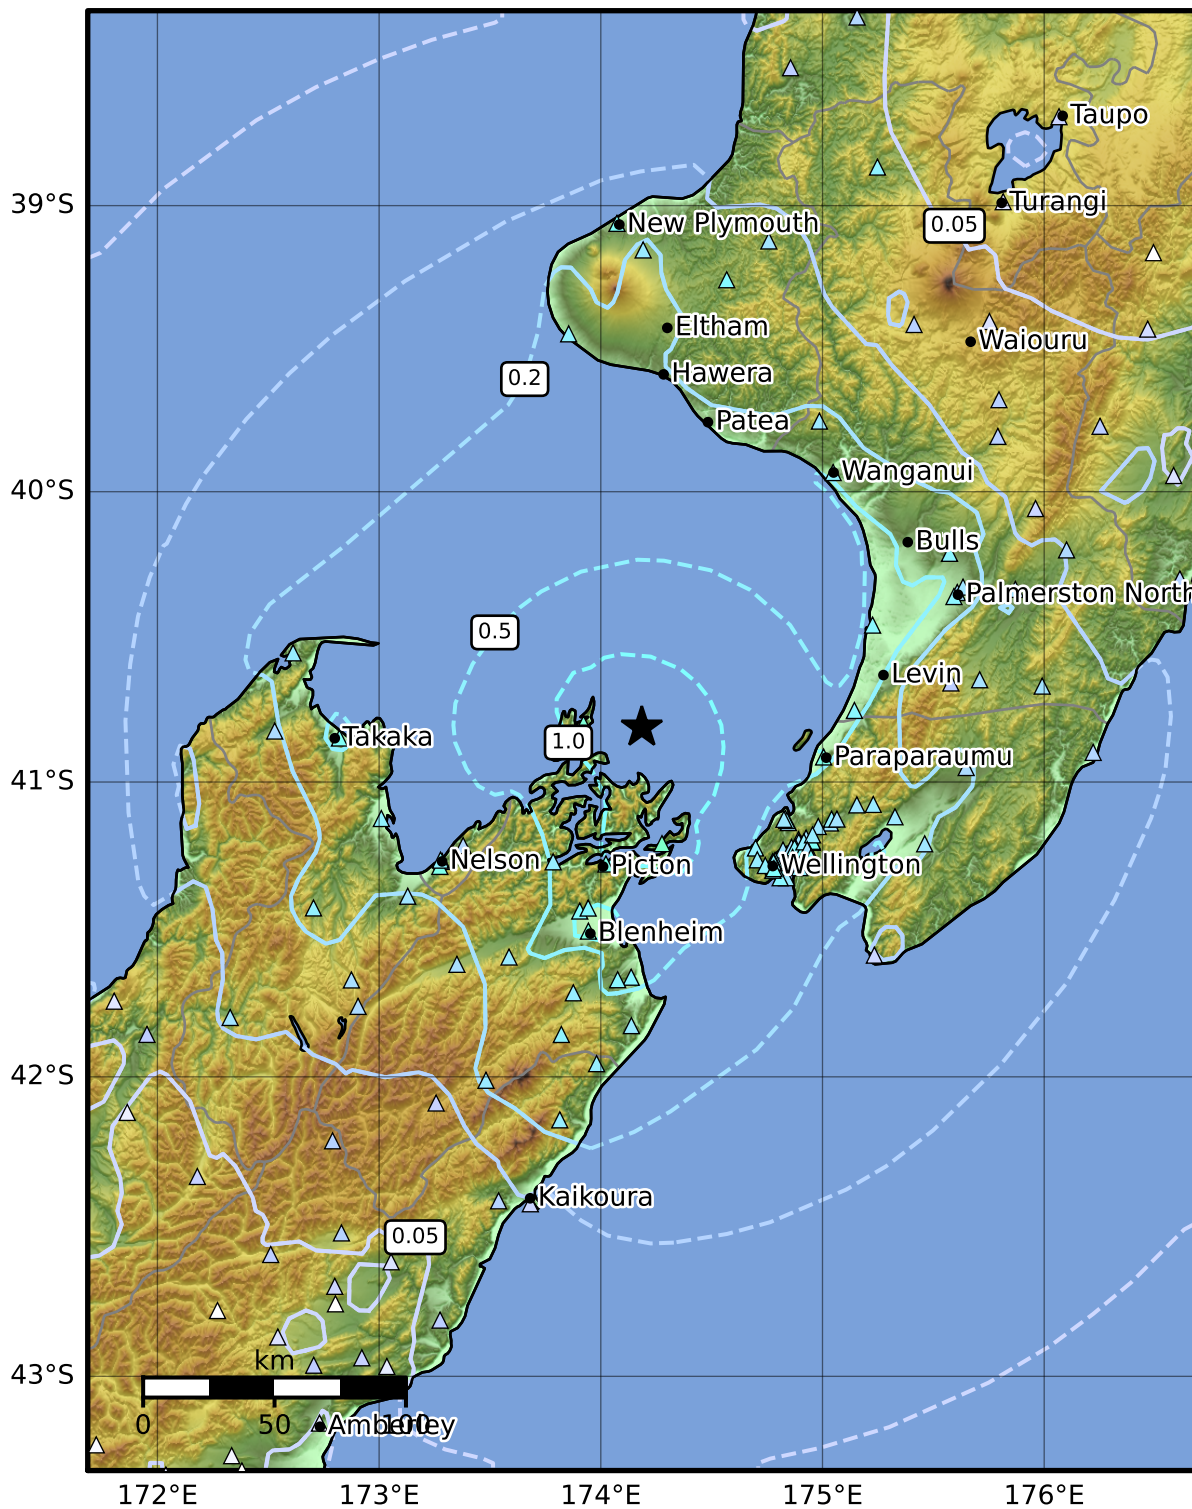 Taupo
39°S
Turangi
New Plymouth
0.05
Eltham
Waiouru
0.2
Hawera
Patea
Wanganui
40°S
Bulls
Palmerston North
0.5
Levin
Takaka
1.0
Paraparaumu
41°S
Nelson
Picton
Wellington
Blenheim
42°S
Kaikoura
0.05
km
43°S
0 50 100
Amberley
172°E 173°E 174°E 175°E 176°E